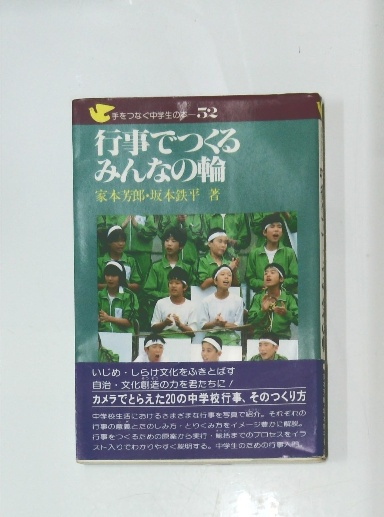 手をつなぐ中学生の本—52
行事でつくる
みんなの輪
家本芳郎・坂本鉄平 著
いじめ・しらけ文化をふきとばす
自治・文化創造の力を君たちに!
カメラでとらえた20の中学校行事、そのつくり方
中学校生活におけるさまざまな行事を写真で紹介。それぞれの
行事の意義とたのしみ方・とりくみ方をイメージ豊かに解説。
行事をつくるための原案から実行・総括までのプロセスをイラ
スト入りでわかりやすく説明する。中学生のための行事入門。